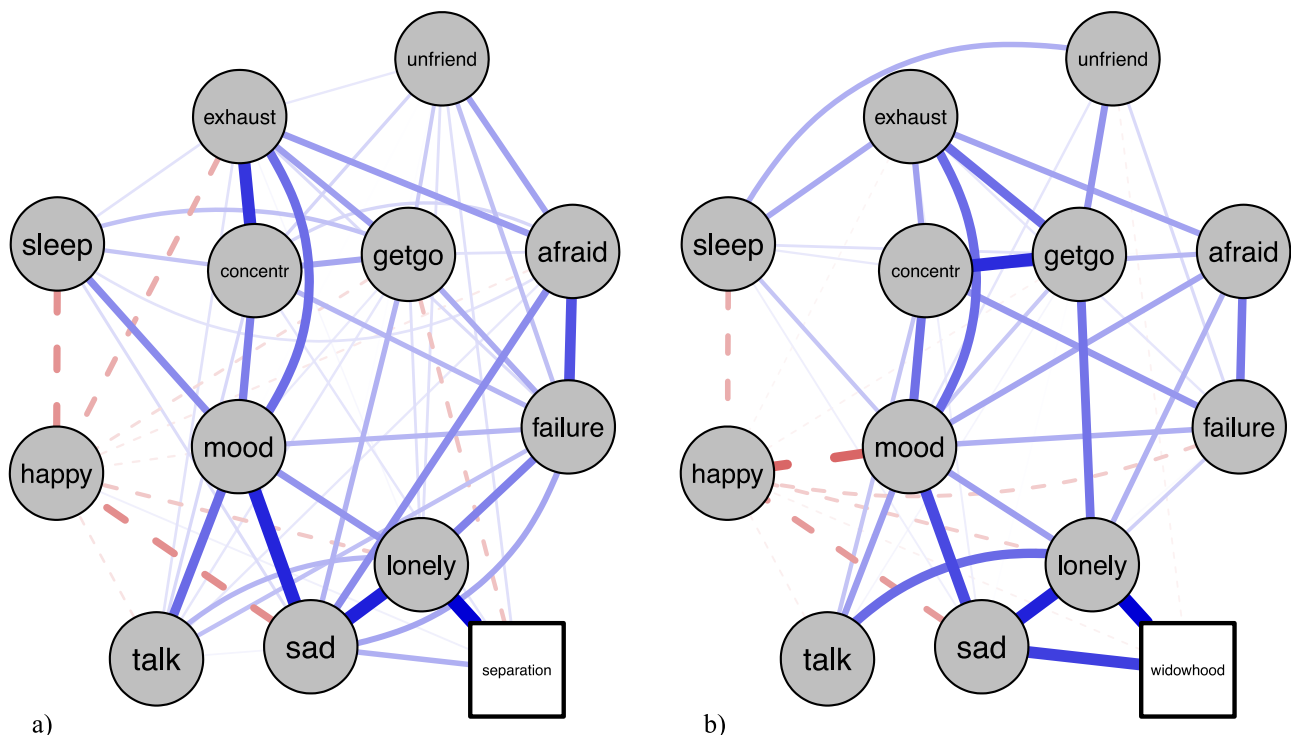 unfriend
exhaust
sleep
concentr
getgo
afraid
happy
mood
failure
lonely
talk
sad
separation
a)
unfriend
exhaust
sleep
concentr
getgo
afraid
happy
mood
failure
lonely
talk
sad
widowhood
b)